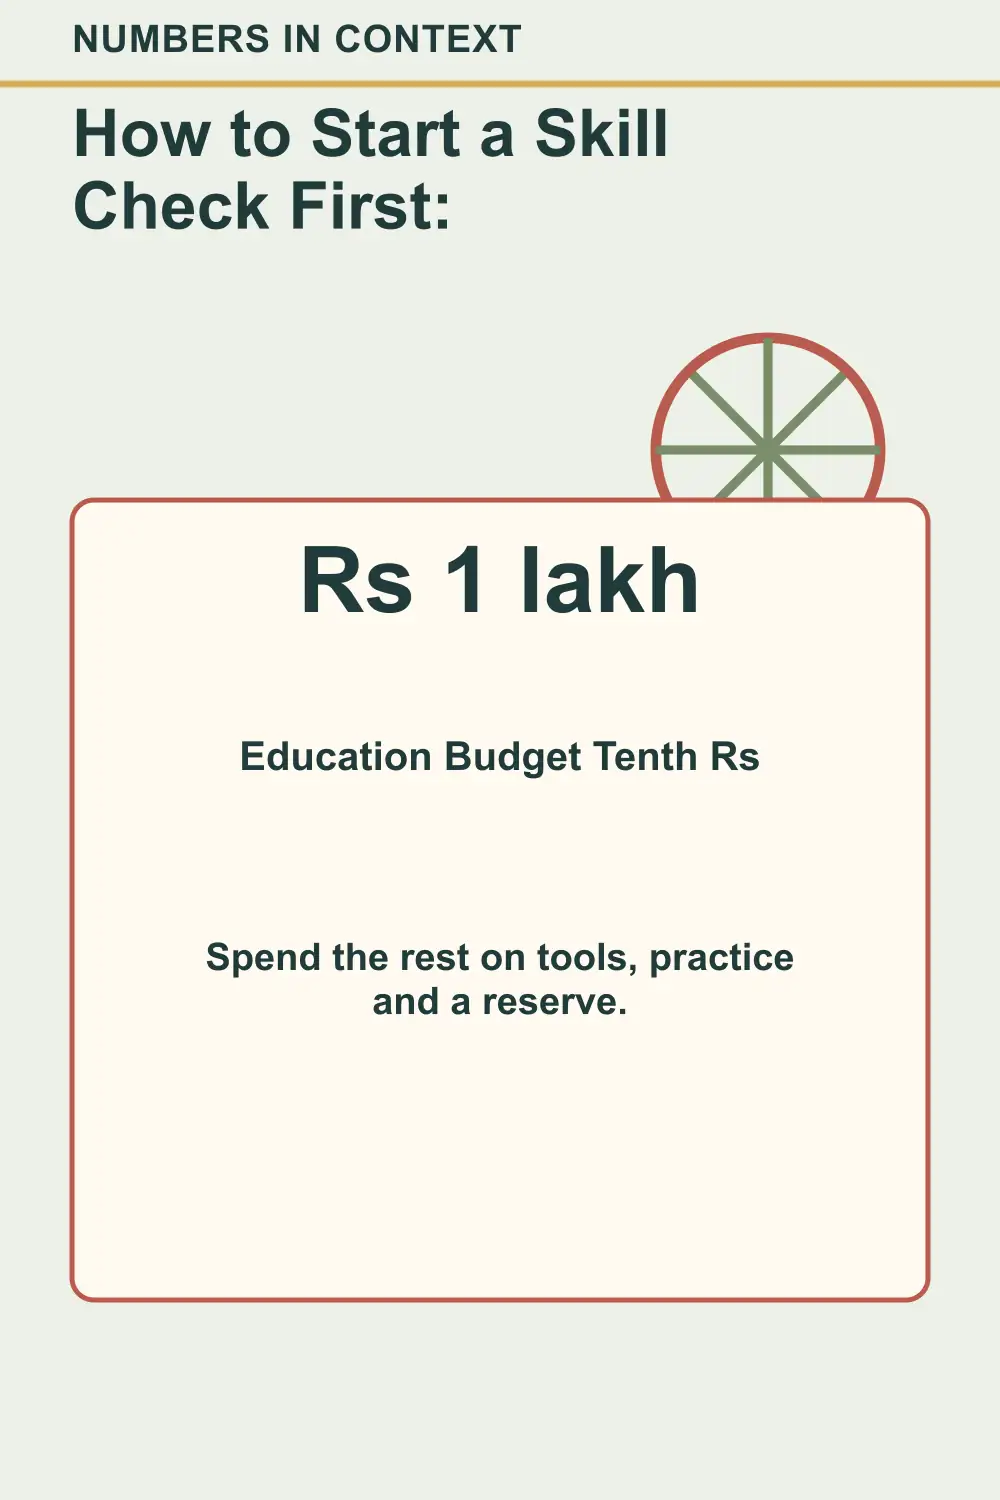 NUMBERS IN CONTEXT
How to Start a Skill
Check First:
Rs 1 lakh
Education Budget Tenth Rs
Spend the rest on tools, practice
and a reserve.